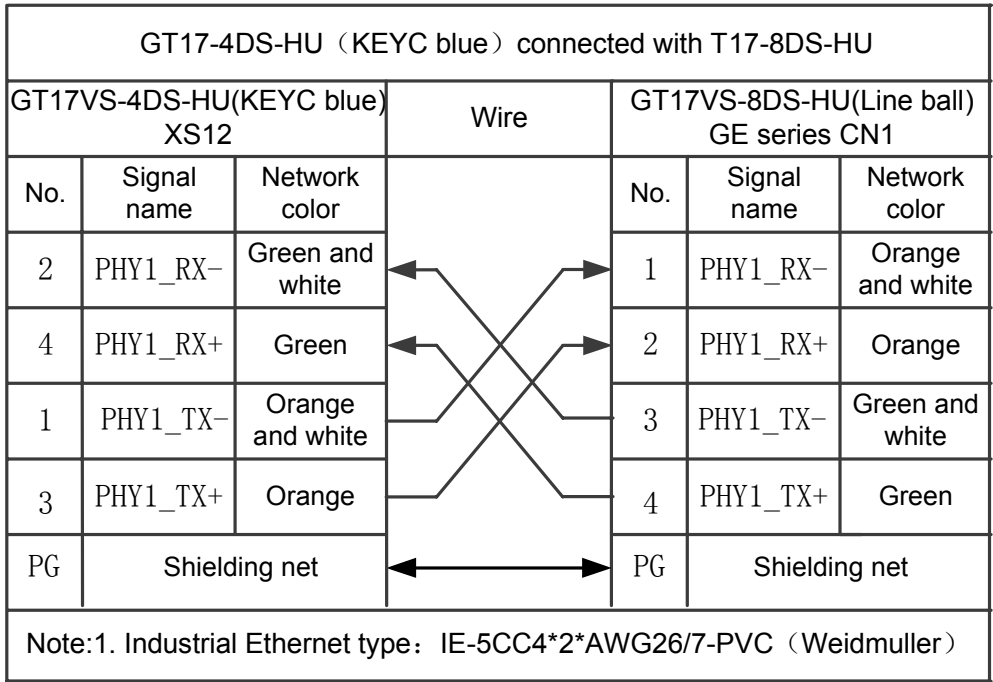 GT17-4DS-HU（KEYC blue）connected with T17-8DS-HU
GT17VS-4DS-HU(KEYC blue)
XS12
Wire
GT17VS-8DS-HU(Line ball)
GE series CN1
No.
Signal
name
Network
color
No.
Signal
name
Network
color
2
PHY1_RX-
Green and
white
1
PHY1_RX-
Orange
and white
4
PHY1_RX+
Green
2
PHY1_RX+
Orange
1
PHY1_TX-
Orange
and white
3
PHY1_TX-
Green and
white
3
PHY1_TX+
Orange
4
PHY1_TX+
Green
PG
Shielding net
PG
Shielding net
Note:1. Industrial Ethernet type：IE-5CC4*2*AWG26/7-PVC（Weidmuller）